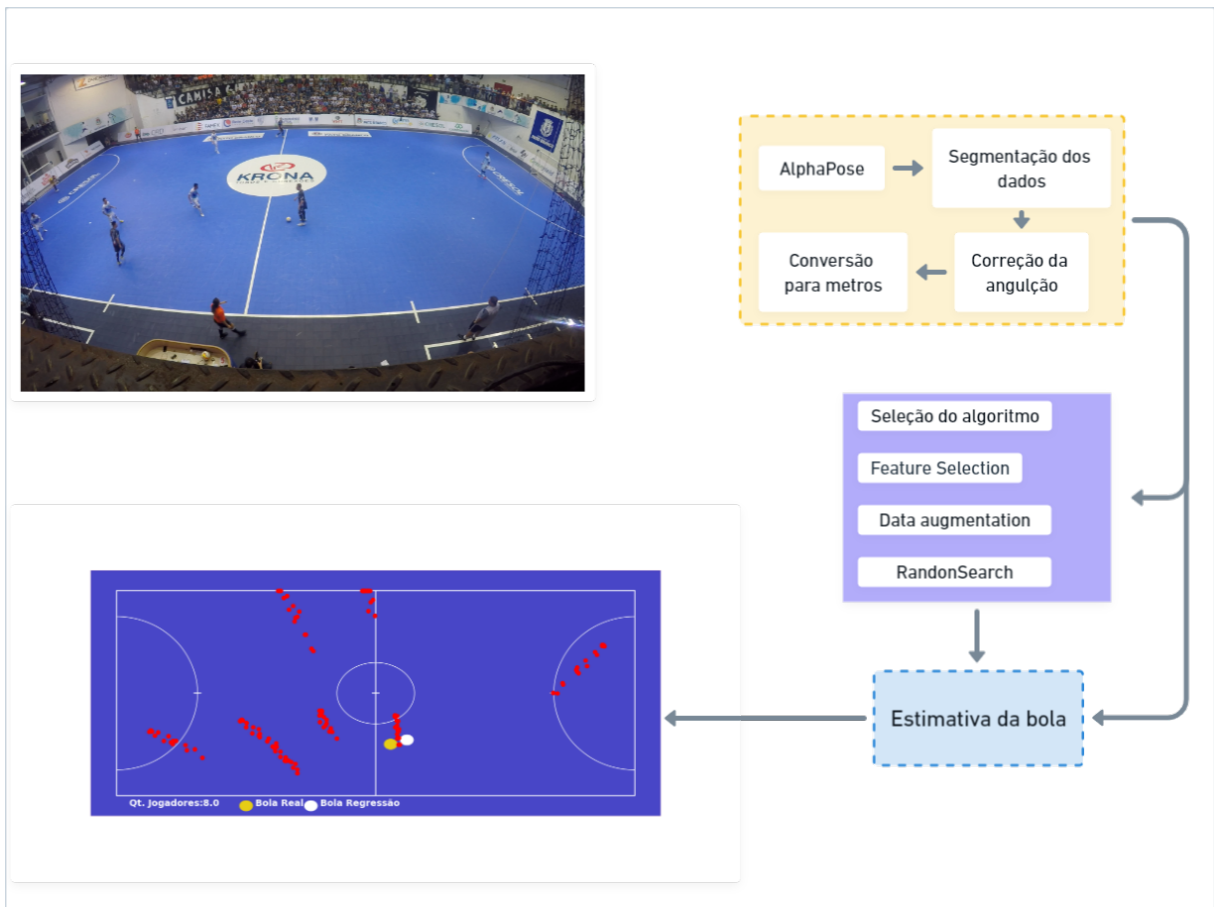 CAMISA
KRONA
AlphaPose
Segmentação dos
dados
Conversão
para metros
Correção da
angulção
Seleção do algoritmo
Feature Selection
Data augmentation
RandonSearch
Estimativa da bola
Qt. Jogadores:8.0 Bola Real Bola Regressão